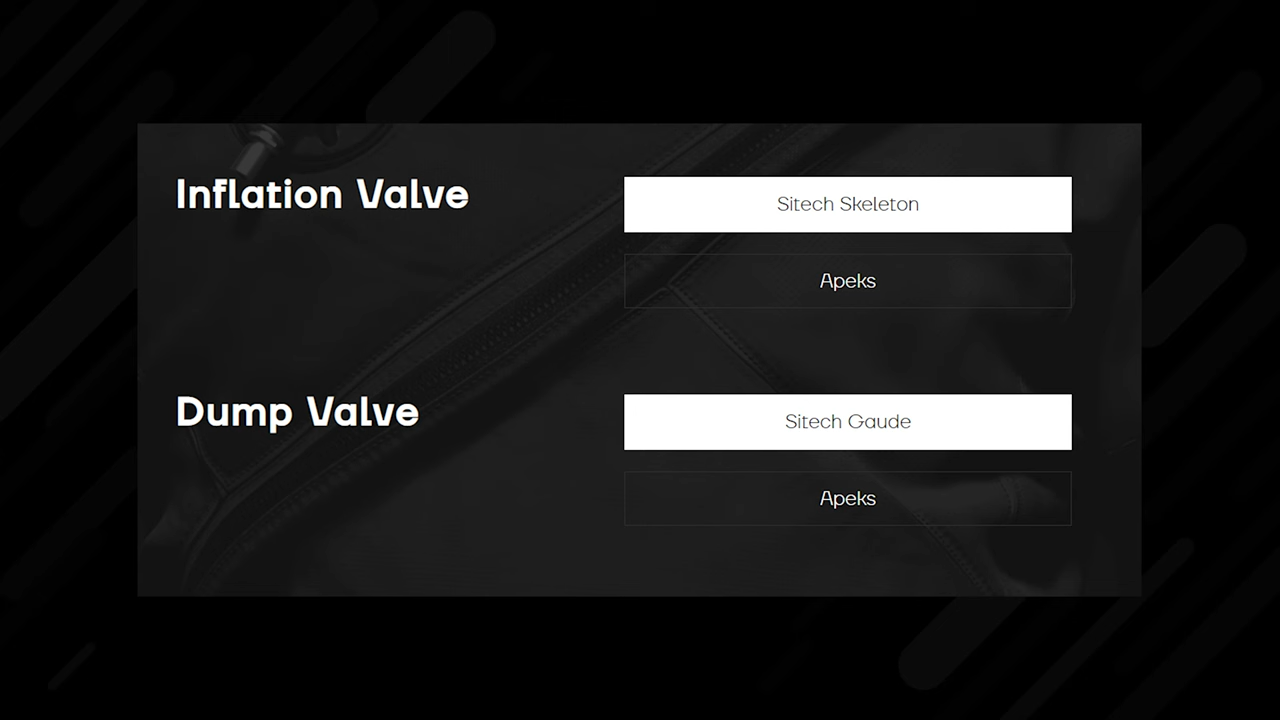 Inflation Valve
Sitech Skeleton
Apeks
Dump Valve
Sitech Gaude
Apeks